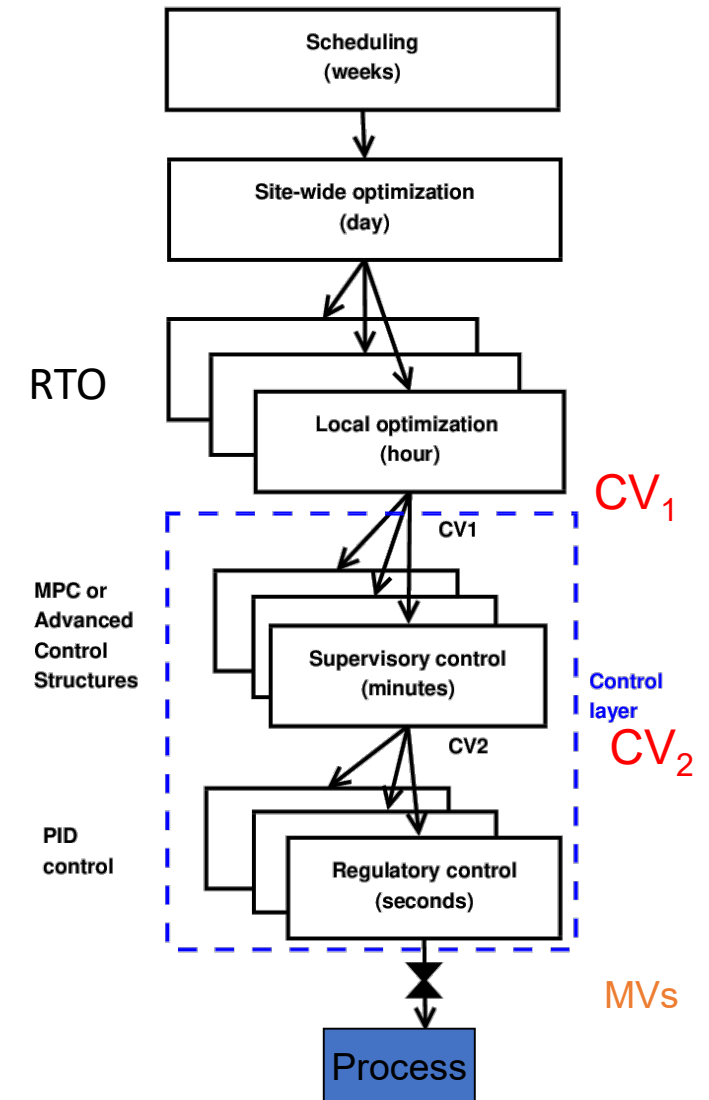 Scheduling
(weeks)
Site-wide optimization
(day)
RTO
Local optimization
(hour)
CV1
CV1
MPC or
Advanced
Control
Structures
Supervisory control
(minutes)
Control
layer
CV2
CV2
PID
control
Regulatory control
(seconds)
MVs
Process